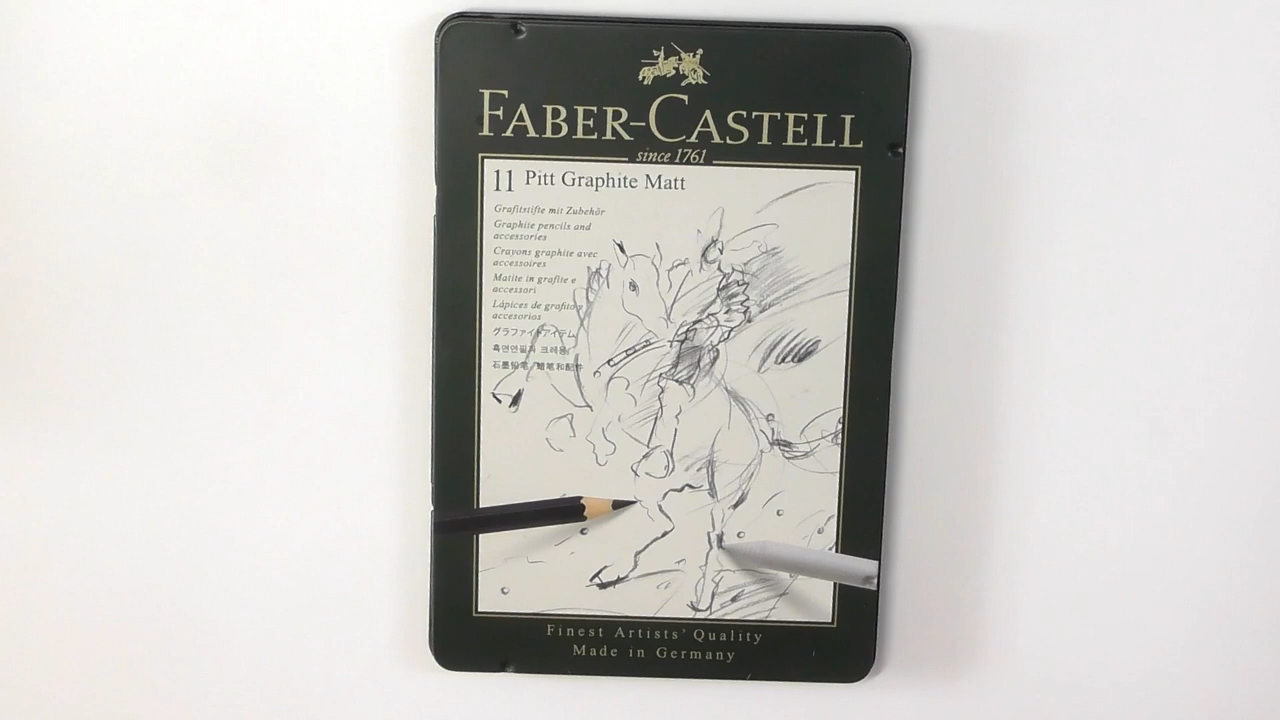 FABER-CASTELL
since 1761
11 Pitt Graphite Matt
Grafitstifte mit Zubehör
Graphite pencils and
accessories
Crayons graphite avec
accessoires
Matite in grafite e
accessori
Lápices de grafito y
accesorios
グラファイトアイテム
흑연연필과 크레용
石墨铅笔/蜡笔和配件
Finest Artists' Quality
Made in Germany